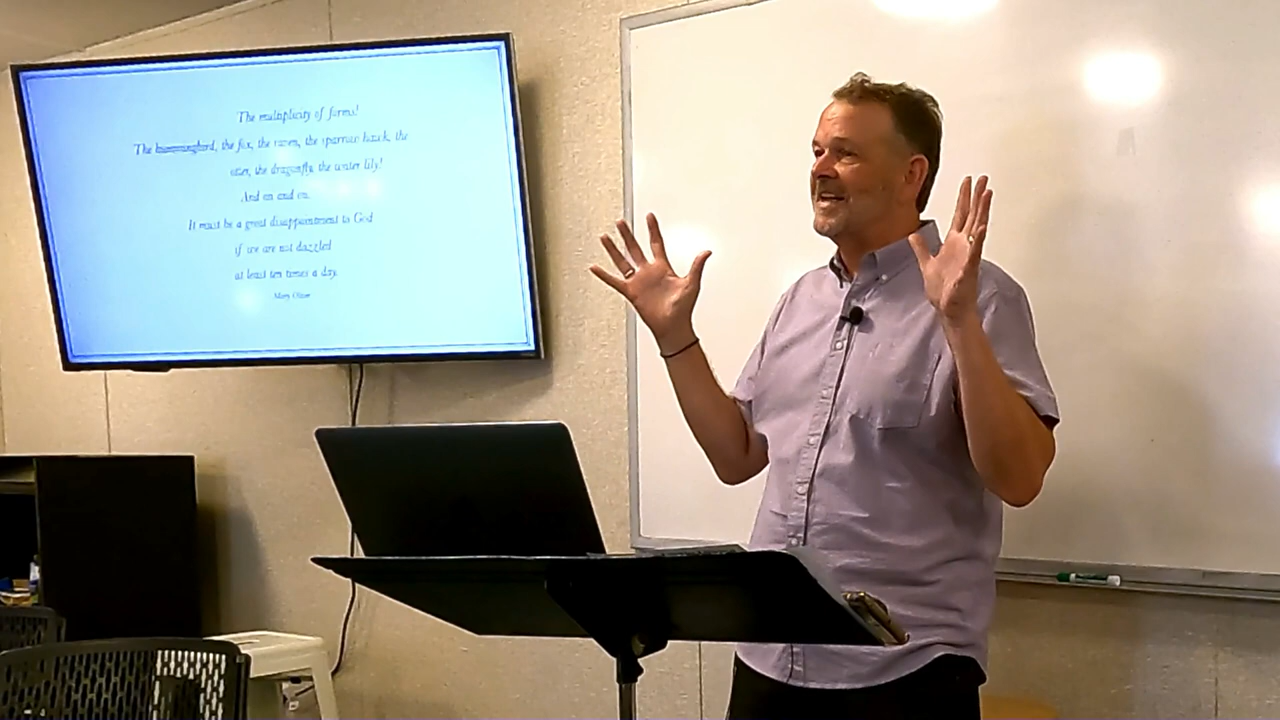 The multiplicity of forms!
The hummingbird, the fox, the raven, the sparrow hawk, the
otter, the dragonfly, the water lily!
And on and on.
It must be a great disappointment to God
if we are not dazzled
at least ten times a day.
Mary Oliver